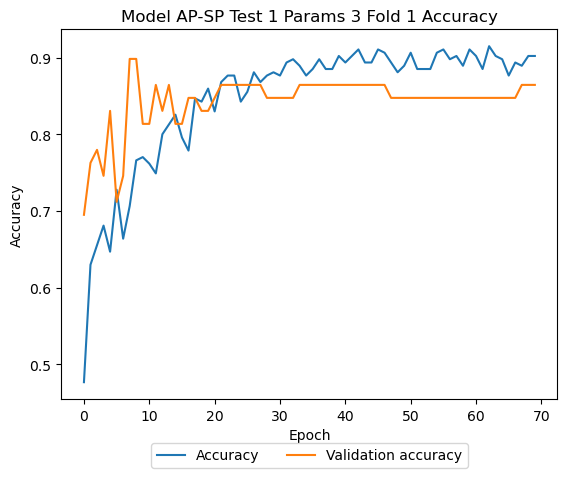 Model AP-SP Test 1 Params 3 Fold 1 Accuracy
0.9
0.8
0.7
0.6
0.5
Accuracy
0 10 20 30 40 50 60 70
Epoch
Accuracy Validation accuracy